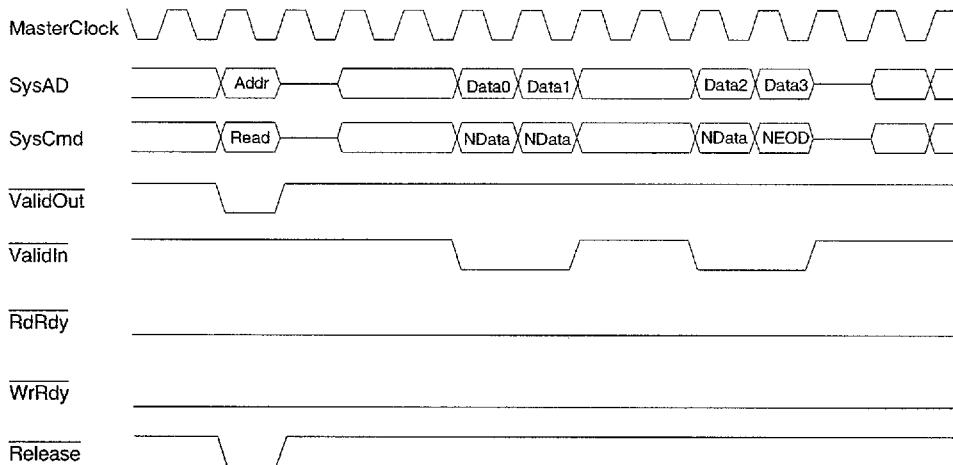 MasterClock
SysAD Addr Data0 Data1 Data2 Data3
SysCmd Read NData NData NData NEOD
ValidOut
ValidIn
RdRdy
WrRdy
Release